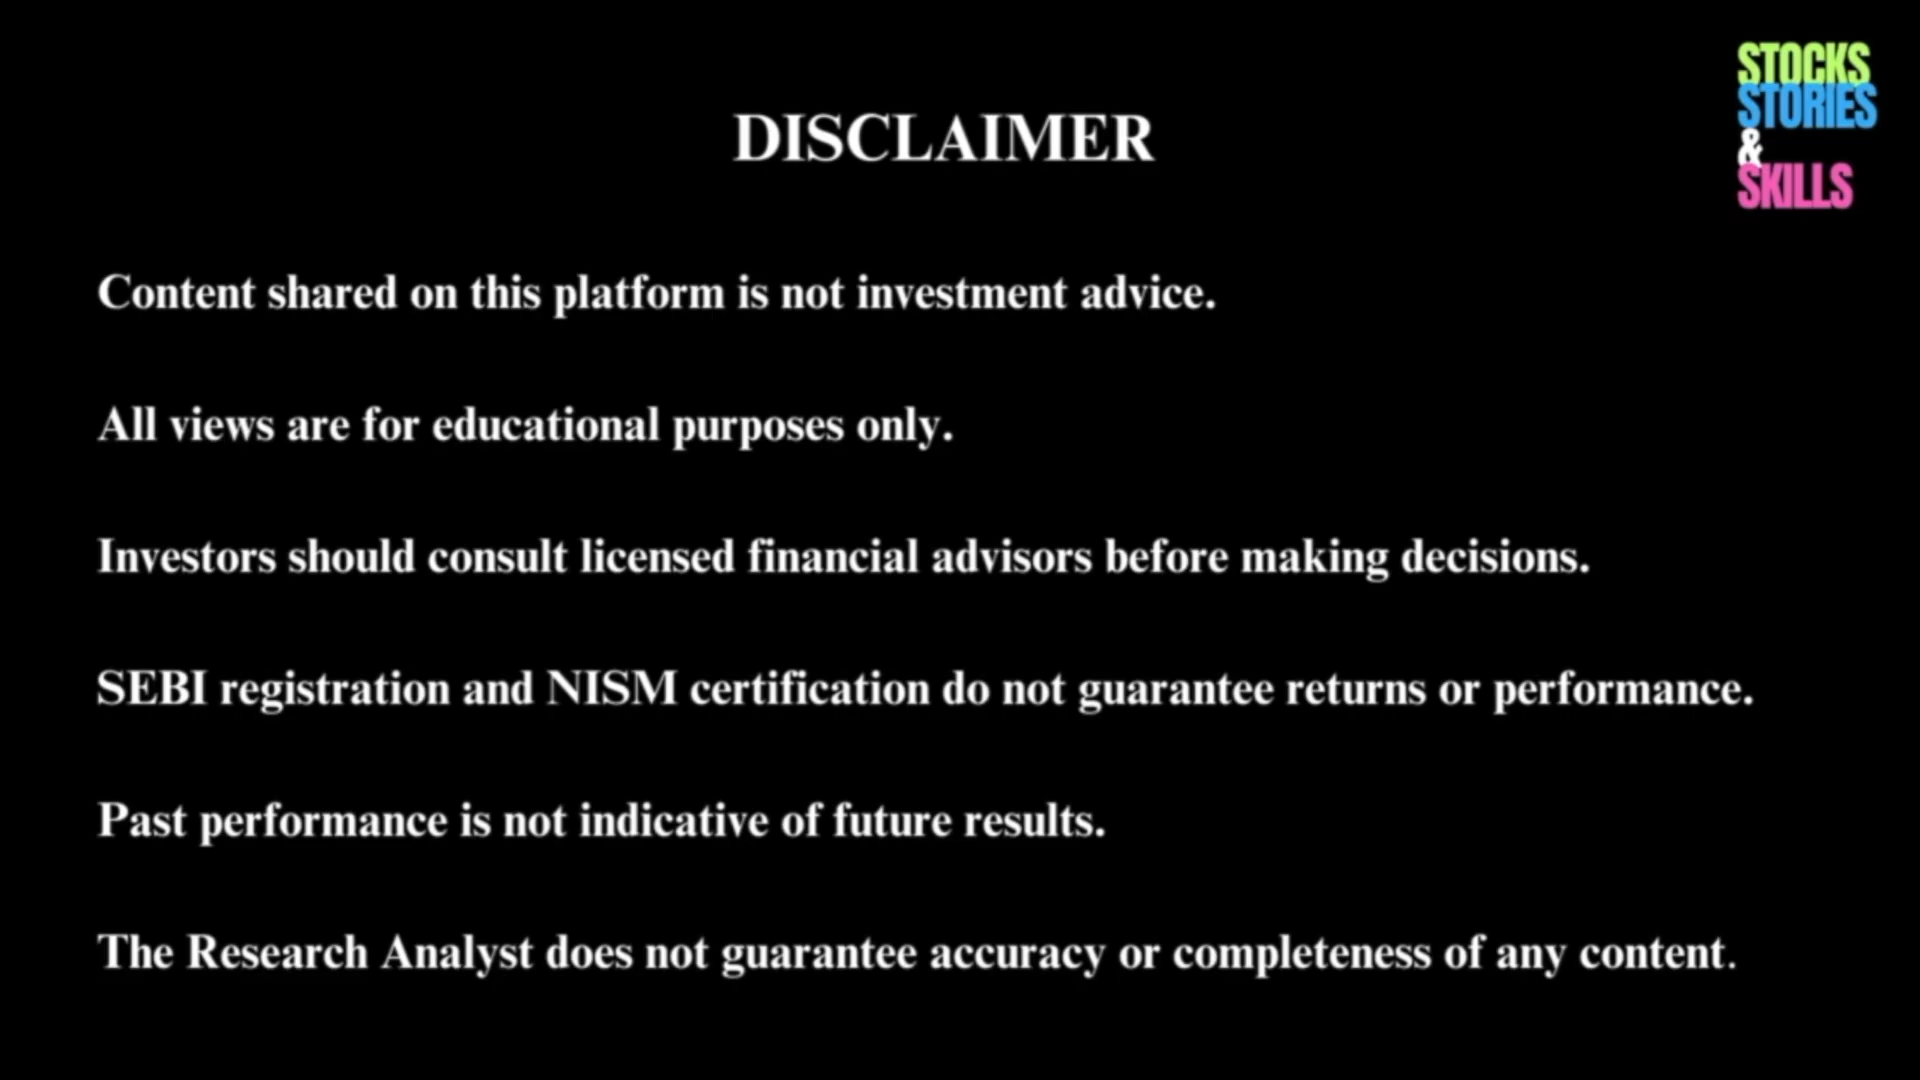 STOCKS
STORIES
&
SKILLS
DISCLAIMER
Content shared on this platform is not investment advice.
All views are for educational purposes only.
Investors should consult licensed financial advisors before making decisions.
SEBI registration and NISM certification do not guarantee returns or performance.
Past performance is not indicative of future results.
The Research Analyst does not guarantee accuracy or completeness of any content.